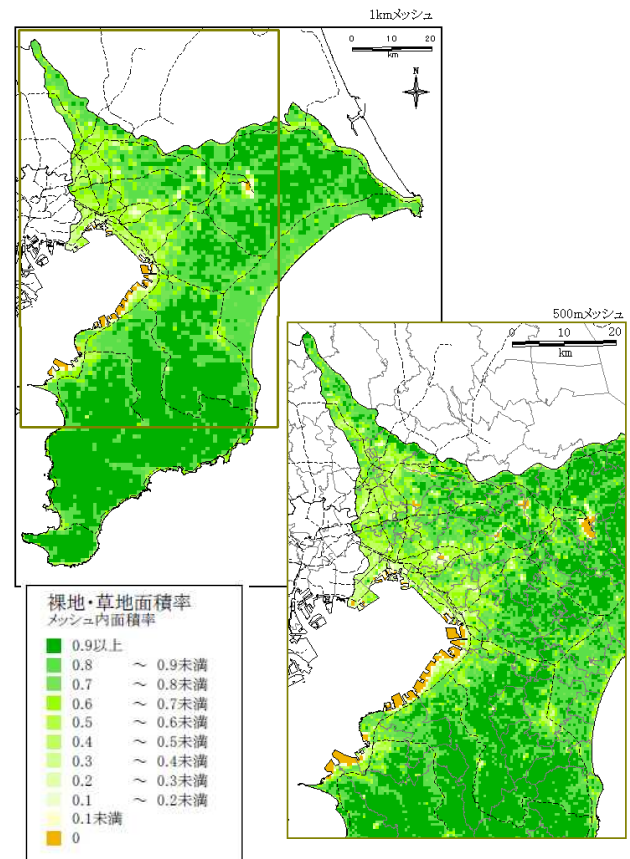 1kmメッシュ
0 10 20
km
N
500mメッシュ
0 10 20
km
裸地・草地面積率
メッシュ内面積率
0.9以上
0.8 ～ 0.9未満
0.7 ～ 0.8未満
0.6 ～ 0.7未満
0.5 ～ 0.6未満
0.4 ～ 0.5未満
0.3 ～ 0.4未満
0.2 ～ 0.3未満
0.1 ～ 0.2未満
0.1未満
0